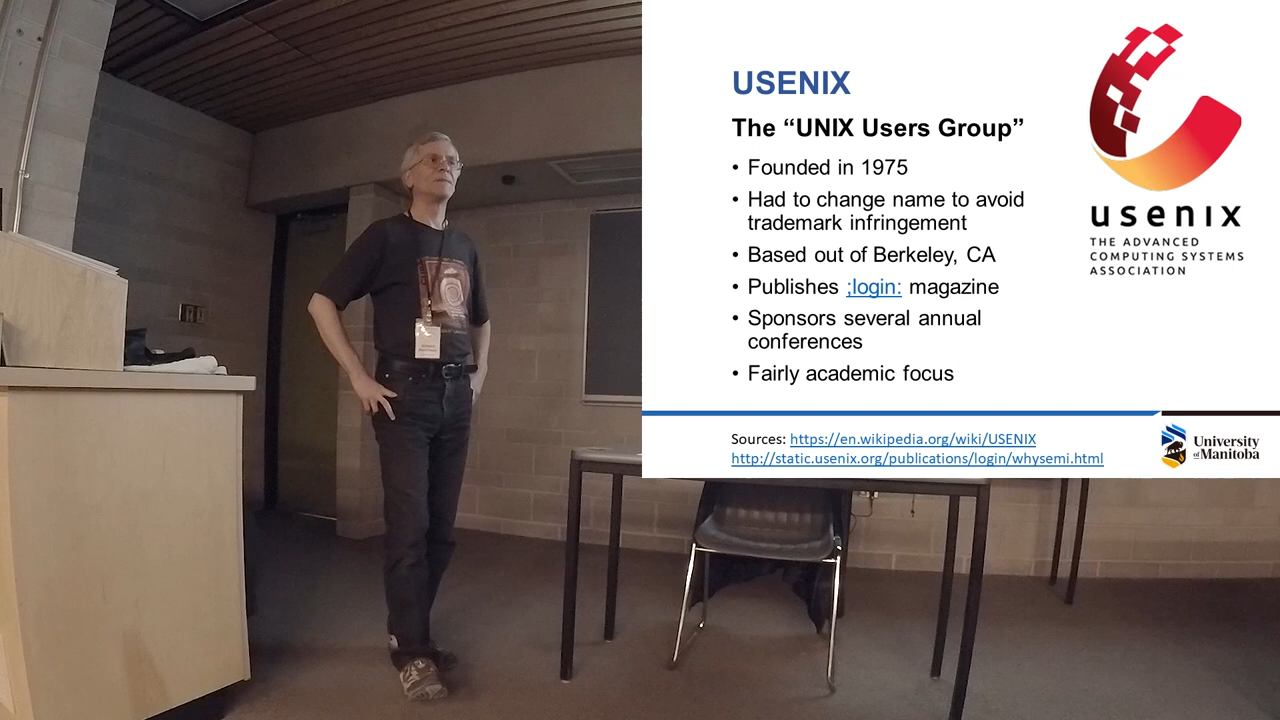 USENIX
The “UNIX Users Group”
• Founded in 1975
• Had to change name to avoid
trademark infringement
• Based out of Berkeley, CA
• Publishes ;login: magazine
• Sponsors several annual
conferences
• Fairly academic focus
usenix
THE ADVANCED
COMPUTING SYSTEMS
ASSOCIATION
Sources: https://en.wikipedia.org/wiki/USENIX
http://static.usenix.org/publications/login/whysemi.html
University
of Manitoba